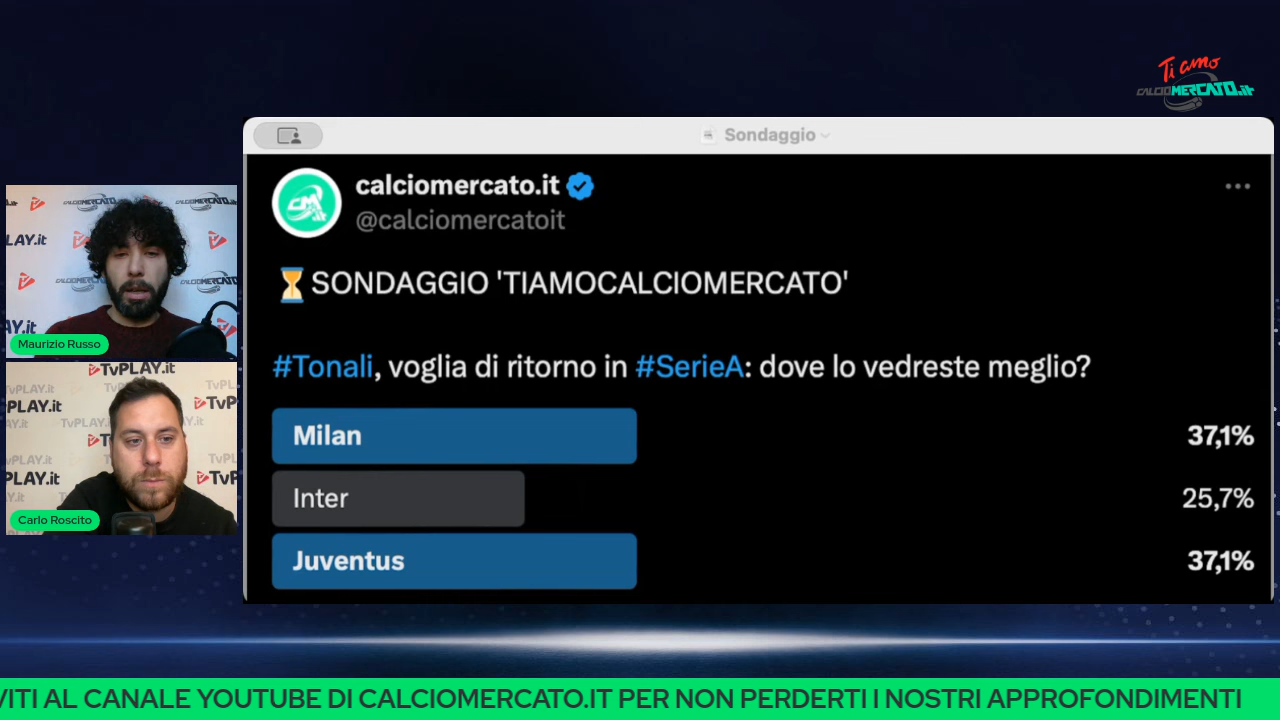 Ti amo
CALCIOMERCATO.it
Sondaggio
calciomercato.it
@calciomercatoit
SONDAGGIO 'TIAMOCALCIOMERCATO'
#Tonali, voglia di ritorno in #SerieA: dove lo vedreste meglio?
Milan 37,1%
Inter 25,7%
Juventus 37,1%
Maurizio Russo
TvPLAY.it
Carlo Roscito
VITI AL CANALE YOUTUBE DI CALCIOMERCATO.IT PER NON PERDERTI I NOSTRI APPROFONDIMENTI